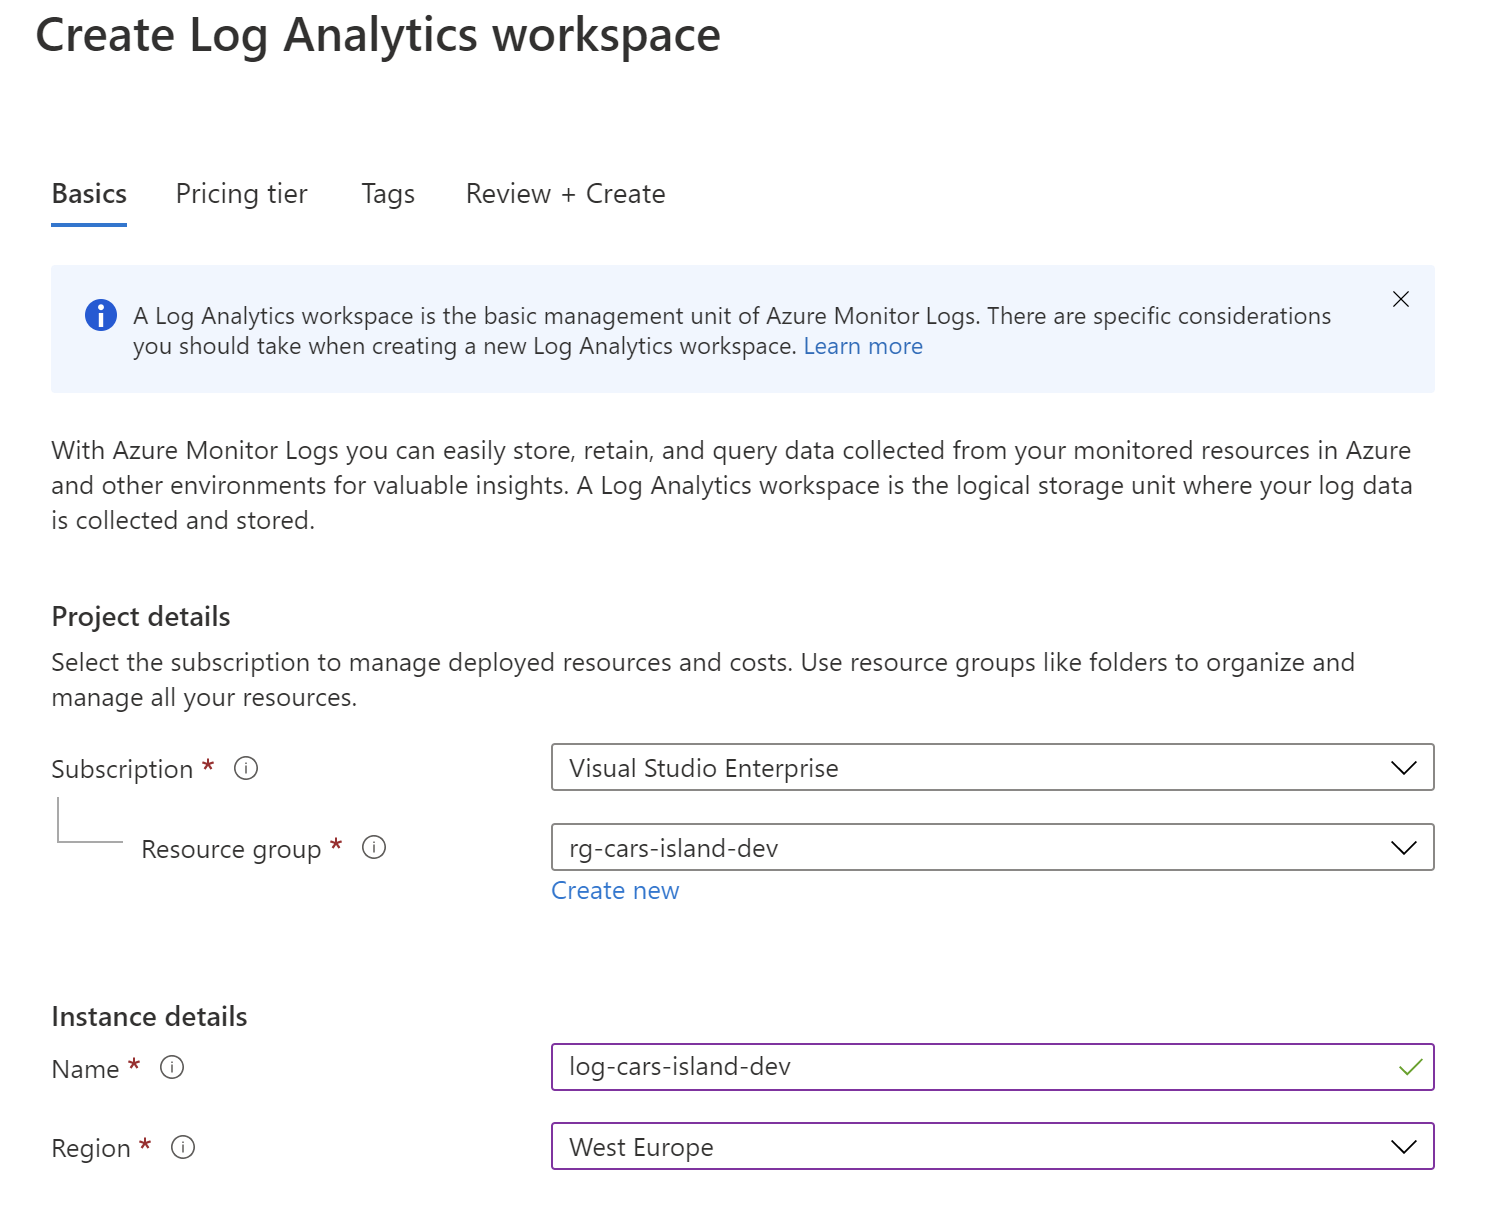 Create Log Analytics workspace
Basics Pricing tier Tags Review + Create
A Log Analytics workspace is the basic management unit of Azure Monitor Logs. There are specific considerations
you should take when creating a new Log Analytics workspace. Learn more
With Azure Monitor Logs you can easily store, retain, and query data collected from your monitored resources in Azure
and other environments for valuable insights. A Log Analytics workspace is the logical storage unit where your log data
is collected and stored.
Project details
Select the subscription to manage deployed resources and costs. Use resource groups like folders to organize and
manage all your resources.
Subscription * Visual Studio Enterprise
Resource group * rg-cars-island-dev
Create new
Instance details
Name * log-cars-island-dev
Region * West Europe